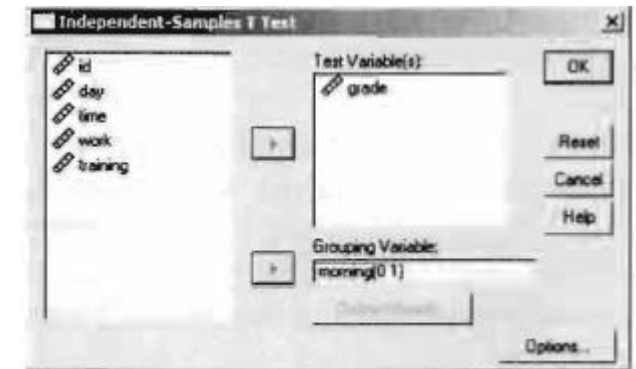 Independent-Samples T Test
id
day
time
work
training
Test Variable(s):
grade
Grouping Variable:
morning(0 1)
OK
Reset
Cancel
Help
Options...